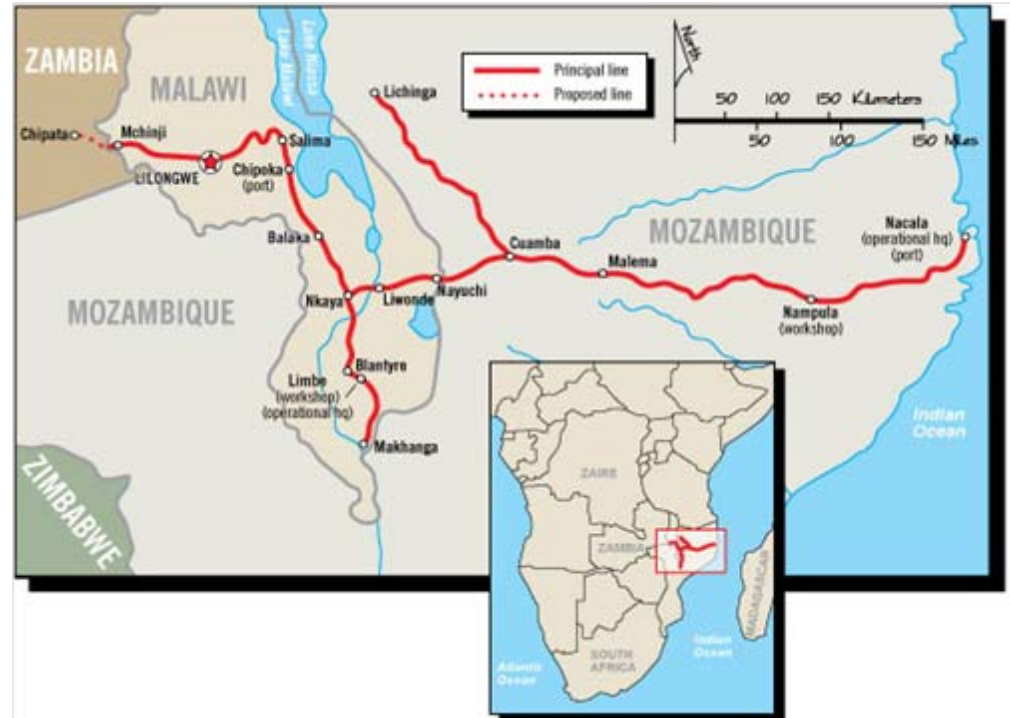 ZAMBIA
MALAWI
Lake Malawi
Lake Niassa
Lichinga
Principal line
Proposed line
North
50 100 150 Kilometers
50 100 150 Miles
Chipata
Mchinji
LILONGWE
Salima
Chipoka
(port)
Balaka
Cuamba
MOZAMBIQUE
Malema
Nacala
(operational hq)
(port)
Nkaya
Liwonde
Nayuchi
MOZAMBIQUE
Nampula
(workshop)
Blantyre
Limbe
(workshop)
(operational hq)
Makhanga
Indian
Ocean
ZIMBABWE
ZAIRE
ZAMBIA
MADAGASCAR
SOUTH
AFRICA
Atlantic
Ocean
Indian
Ocean